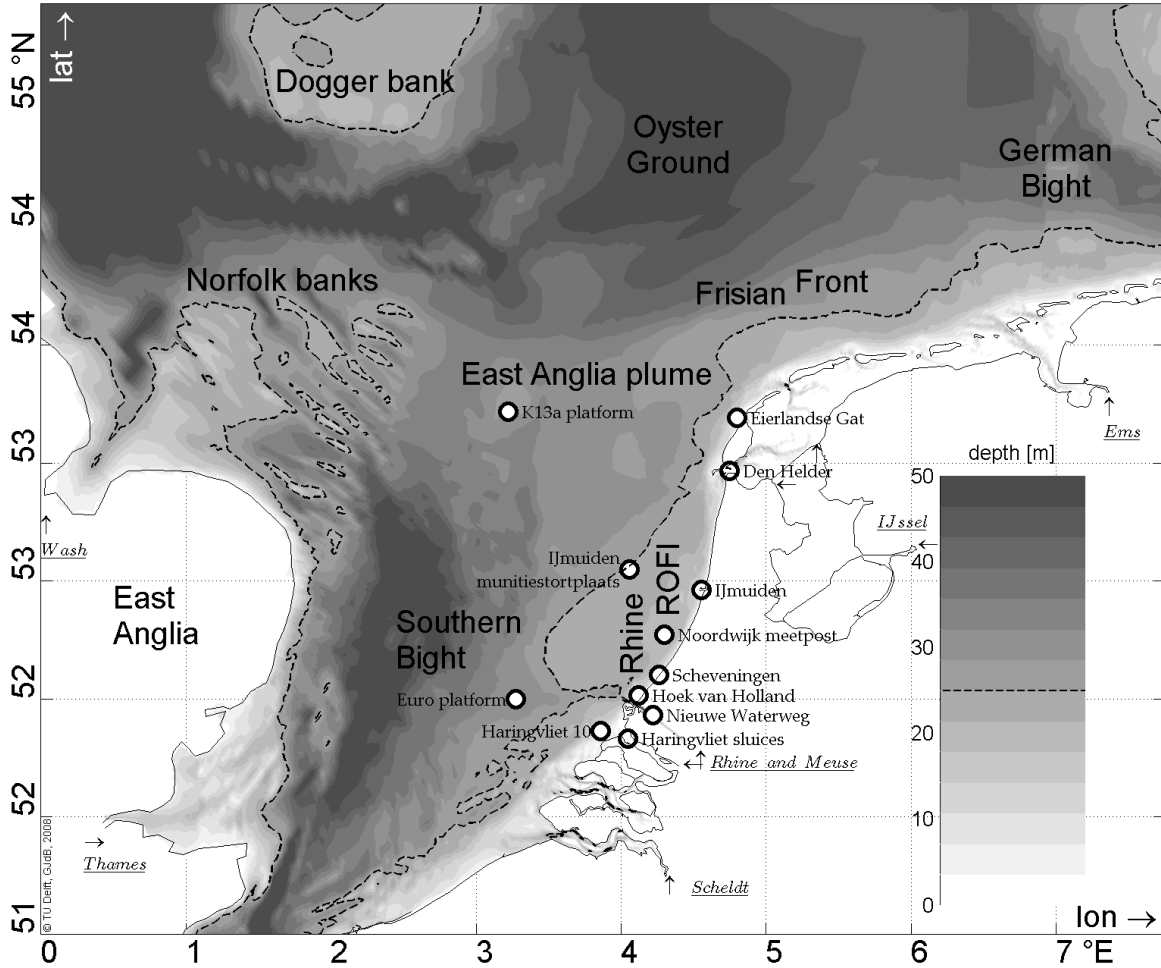 lat →
55 °N
54
54
53
53
52
52
51
Dogger bank
Oyster
Ground
German
Bight
Norfolk banks
Frisian Front
East Anglia plume
K13a platform
Eierlandse Gat
Den Helder
Ems
Wash
IJssel
East
Anglia
IJmuiden
munitiestortplaats
Rhine ROFI
IJmuiden
Southern
Bight
Noordwijk meetpost
Scheveningen
Euro platform
Hoek van Holland
Nieuwe Waterweg
Haringvliet 10
Haringvliet sluices
Rhine and Meuse
Thames
Scheldt
depth [m]
50
40
30
20
10
0
© TU Delft, GJdB, 2008
lon →
0 1 2 3 4 5 6 7 °E